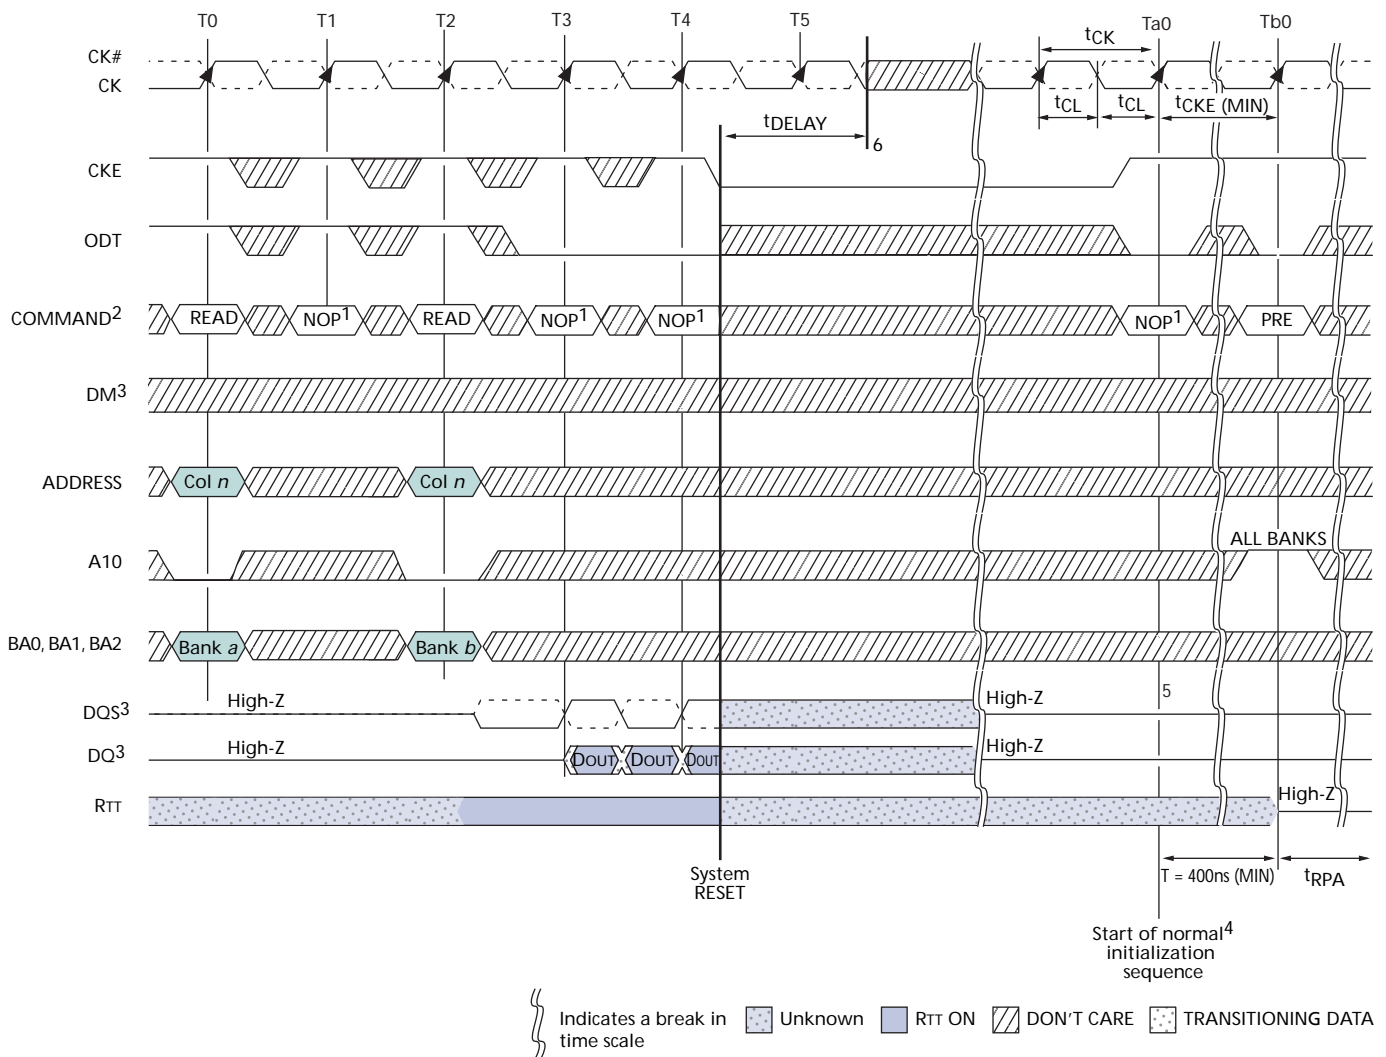 T0 T1 T2 T3 T4 T5 Ta0 Tb0
CK#
CK
tCK
tCL tCL tCKE (MIN)
tDELAY
6
CKE
ODT
COMMAND2 READ NOP1 READ NOP1 NOP1 NOP1 PRE
DM3
ADDRESS Col n Col n
A10 ALL BANKS
BA0, BA1, BA2 Bank a Bank b
DQS3 High-Z High-Z 5
DQ3 High-Z DOUT DOUT DOUT High-Z
RTT High-Z
System
RESET
T = 400ns (MIN) tRPA
Start of normal4
initialization
sequence
Indicates a break in
time scale
Unknown RTT ON DON'T CARE TRANSITIONING DATA